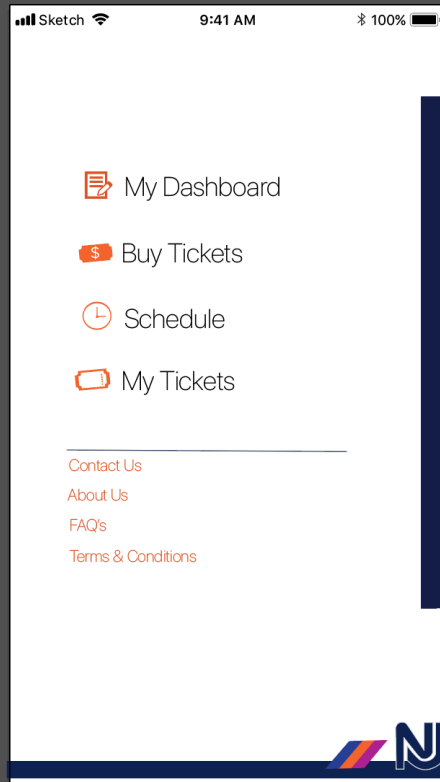 Sketch 9:41 AM 100%
My Dashboard
$
Buy Tickets
Schedule
My Tickets
Contact Us
About Us
FAQ's
Terms & Conditions